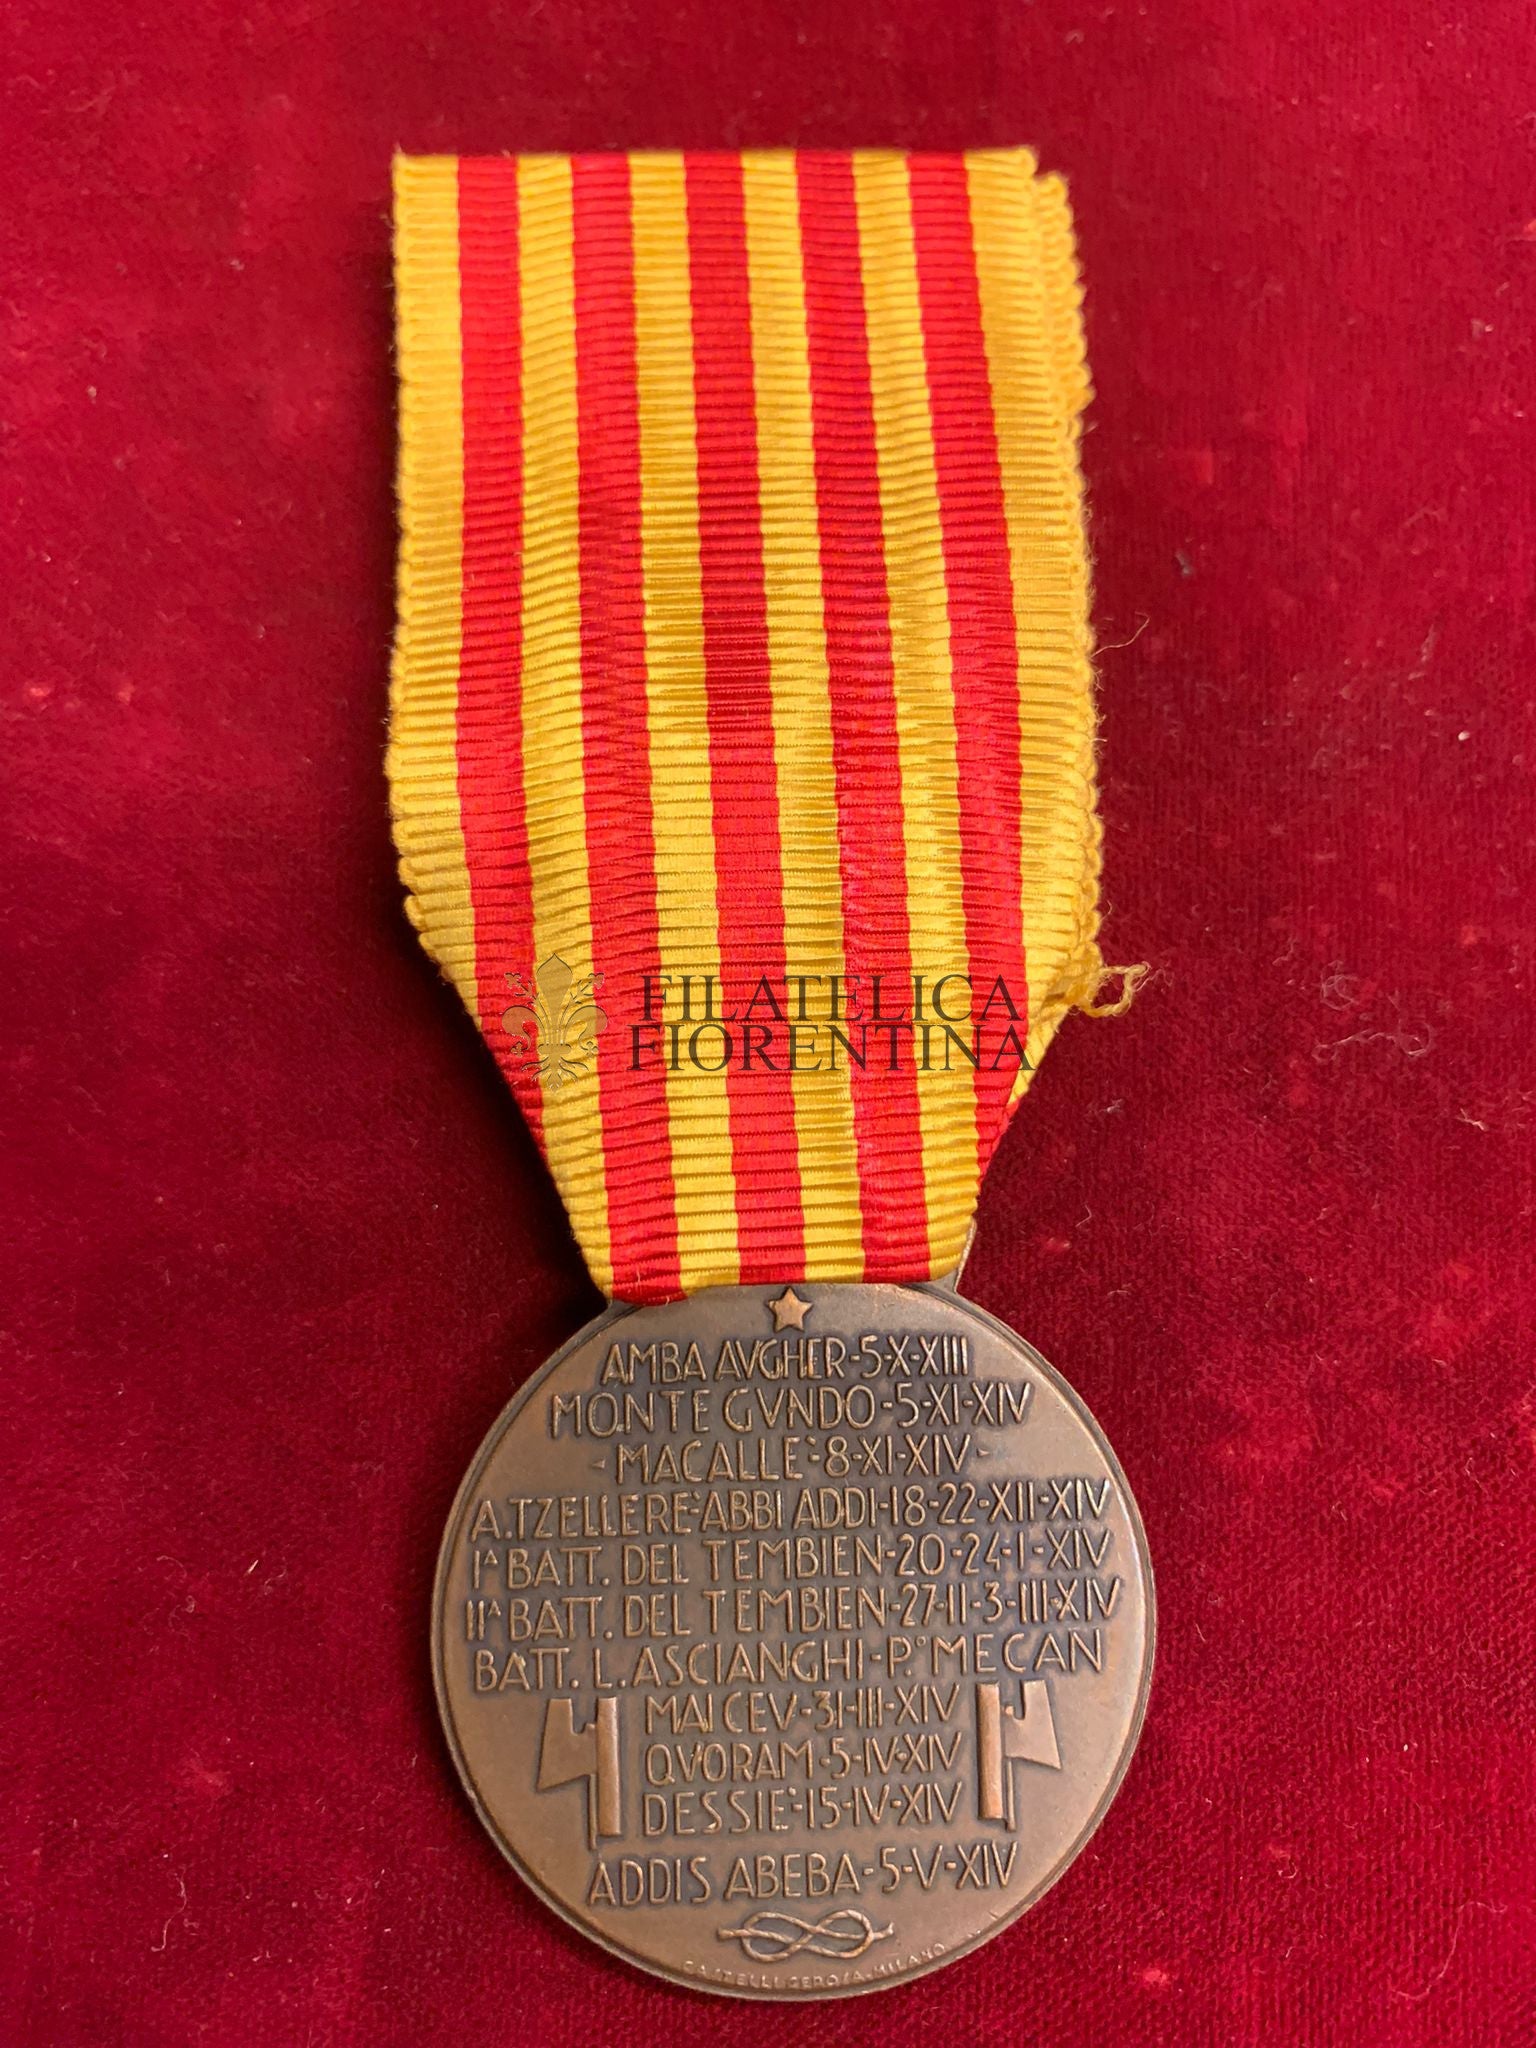 FILATELICA
FIORENTINA
AMBA AVGHER-5-X-XIII
MONTE GVNDO-5-XI-XIV
-MACALLE'-8-XI-XIV-
A.TZELLERE'-ABBI ADDI-18-22-XII-XIV
IA BATT. DEL TEMBIEN-20-24-I-XIV
IIA BATT. DEL TEMBIEN-27-II-3-III-XIV
BATT. L. ASCIANGHI-P.º MECAN
MAI CEV-31-III-XIV
QVORAM-5-IV-XIV
DESSIE'-15-IV-XIV
ADDIS ABEBA-5-V-XIV
CASTELLI GEROSA-MILANO